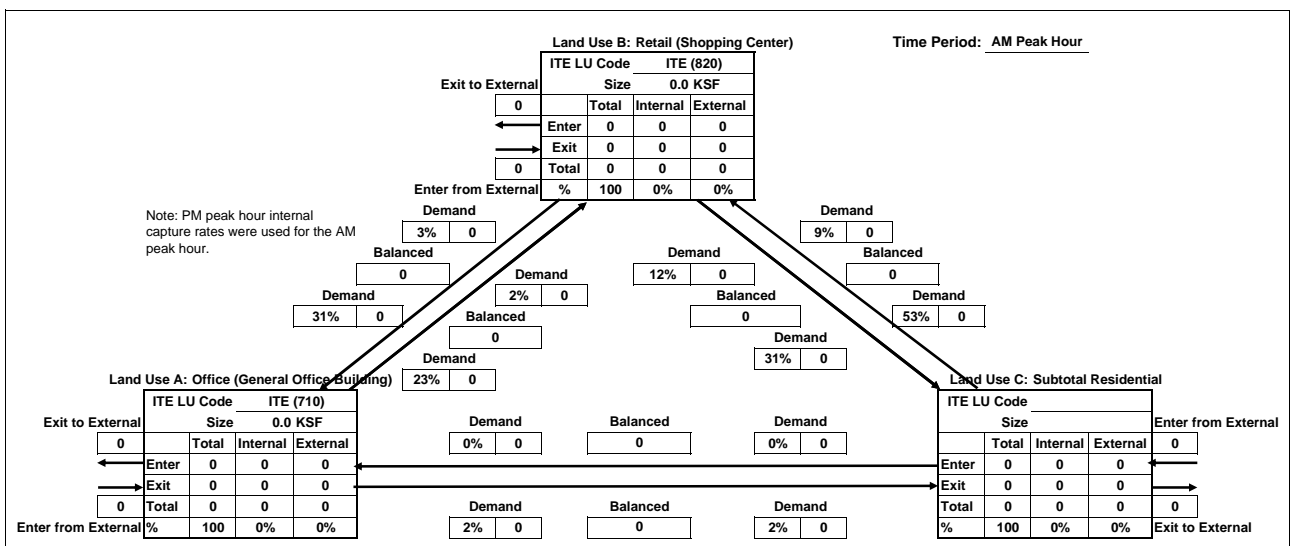 Land Use B: Retail (Shopping Center)
Time Period: AM Peak Hour
ITE LU Code ITE (820)
Exit to External Size 0.0 KSF
0 Total Internal External
Enter 0 0 0
Exit 0 0 0
0 Total 0 0 0
Enter from External % 100 0% 0%
Note: PM peak hour internal
capture rates were used for the AM
peak hour.
Demand
3% 0
Balanced
0
Demand
31% 0
Demand
2% 0
Balanced
0
Demand
23% 0
Demand
12% 0
Balanced
0
Demand
31% 0
Demand
9% 0
Balanced
0
Demand
53% 0
Land Use A: Office (General Office Building)
ITE LU Code ITE (710)
Exit to External Size 0.0 KSF
0 Total Internal External
Enter 0 0 0
Exit 0 0 0
0 Total 0 0 0
Enter from External % 100 0% 0%
Demand Balanced Demand
0% 0 0 0% 0
Demand Balanced Demand
2% 0 0 2% 0
Land Use C: Subtotal Residential
ITE LU Code
Size Enter from External
Total Internal External 0
Enter 0 0 0
Exit 0 0 0
Total 0 0 0 0
% 100 0% 0% Exit to External